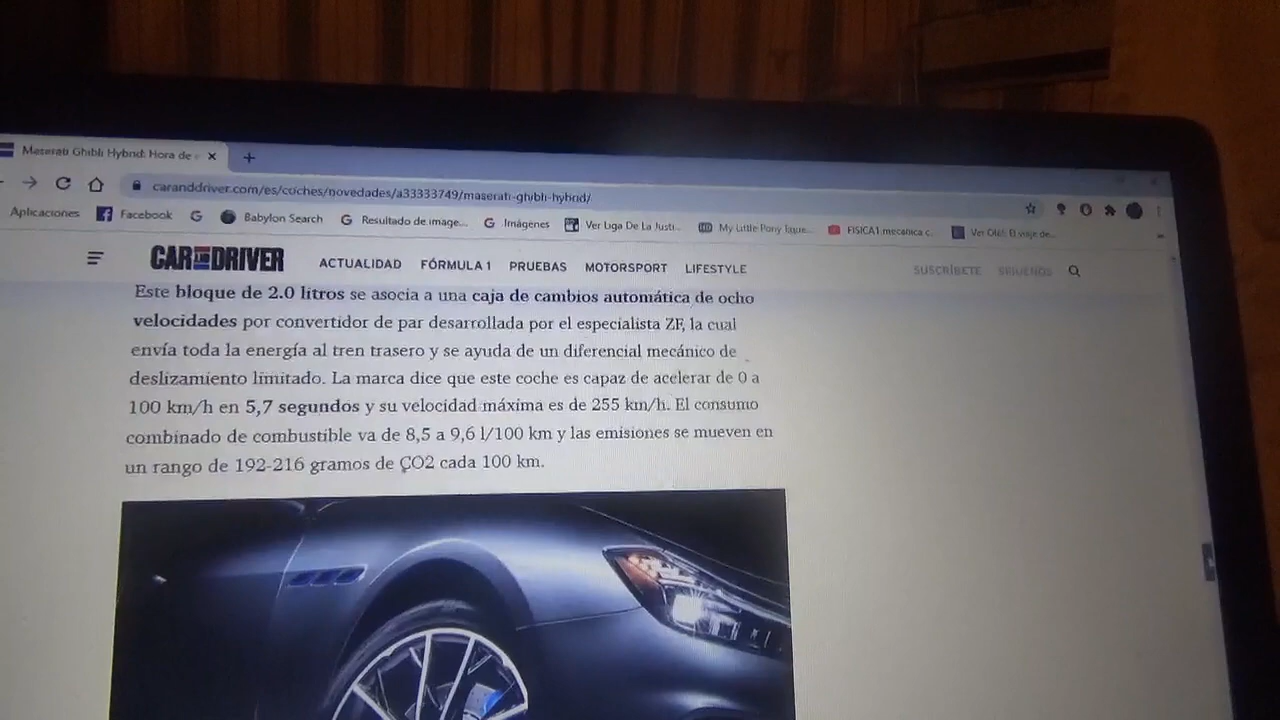 Maserati Ghibli Hybrid: Hora de
caranddriver.com/es/coches/novedades/a33333749/maserati-ghibli-hybrid/
Aplicaciones Facebook Babylon Search Resultado de image... Imágenes Ver Liga De La Justi... My Little Pony FISICA1 mecanica c... Ver El viaje de...
CAR AND DRIVER ACTUALIDAD FÓRMULA 1 PRUEBAS MOTORSPORT LIFESTYLE SUSCRÍBETE SÍGUENOS
Este bloque de 2.0 litros se asocia a una caja de cambios automática de ocho
velocidades por convertidor de par desarrollada por el especialista ZF, la cual
envía toda la energía al tren trasero y se ayuda de un diferencial mecánico de
deslizamiento limitado. La marca dice que este coche es capaz de acelerar de 0 a
100 km/h en 5,7 segundos y su velocidad máxima es de 255 km/h. El consumo
combinado de combustible va de 8,5 a 9,6 l/100 km y las emisiones se mueven en
un rango de 192-216 gramos de CO2 cada 100 km.